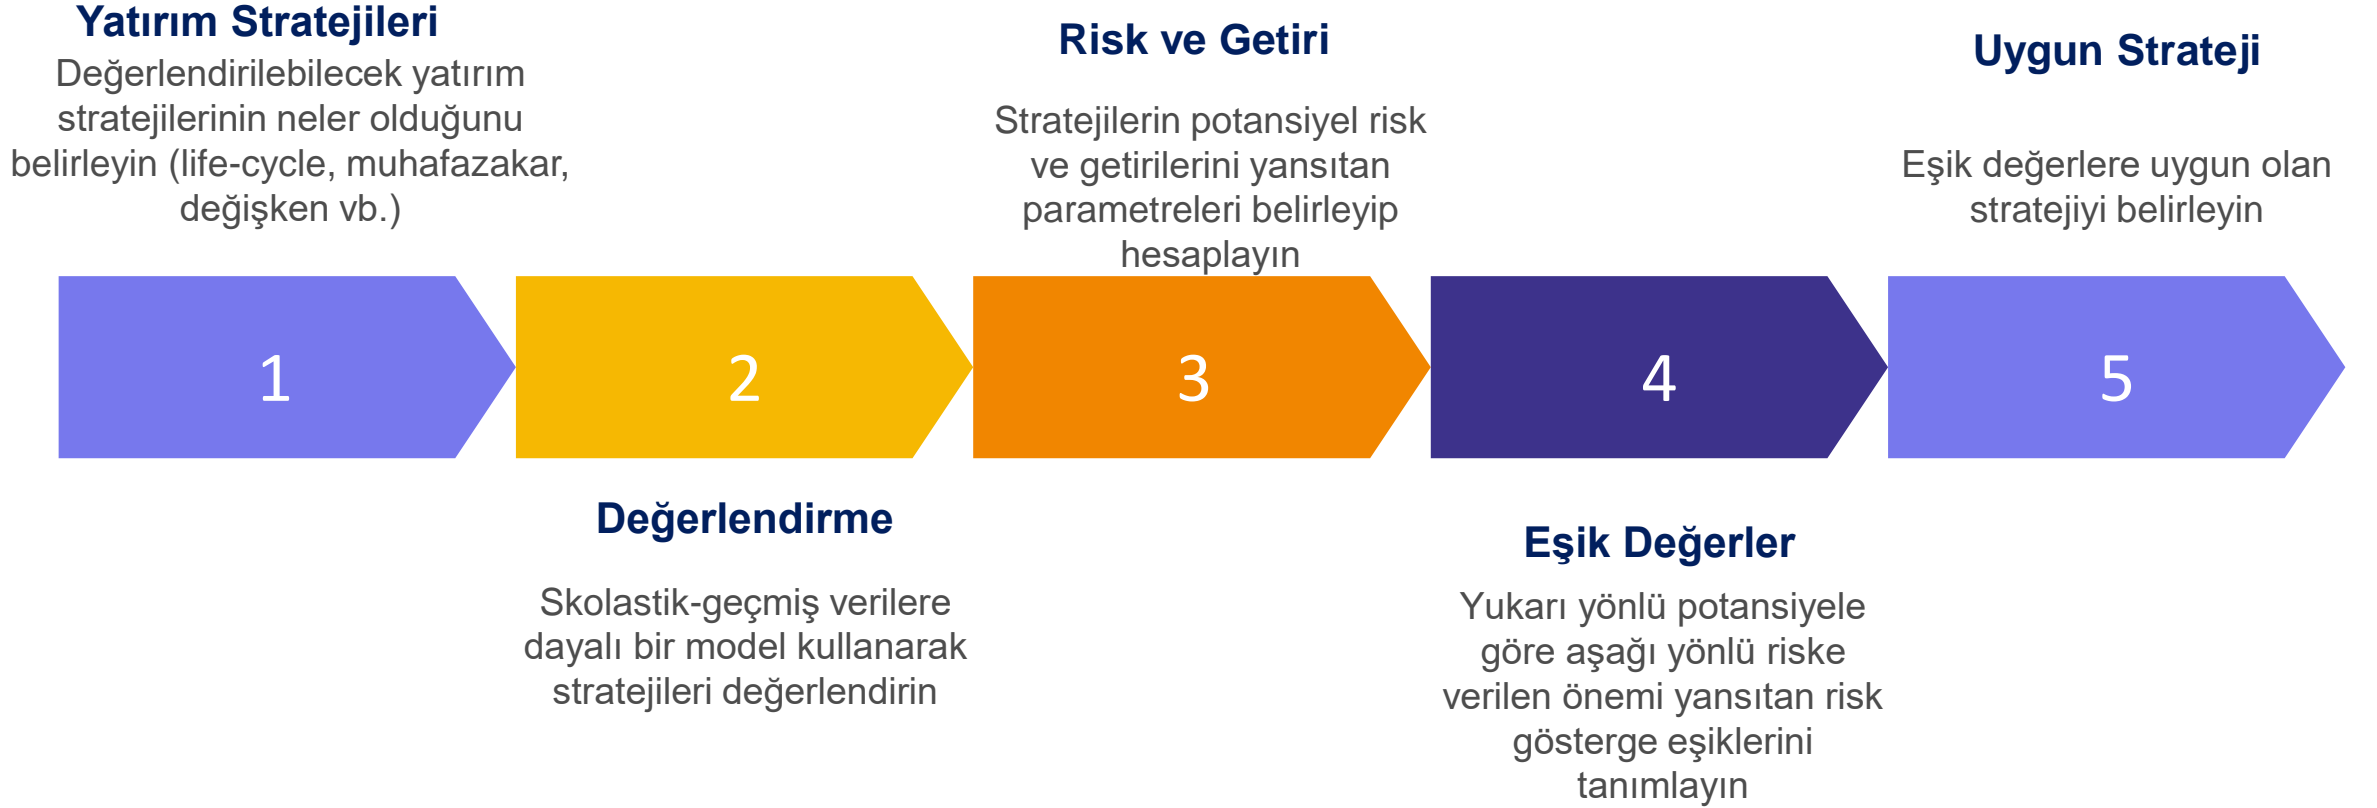 Yatırım Stratejileri
Değerlendirilebilecek yatırım
stratejilerinin neler olduğunu
belirleyin (life-cycle, muhafazakar,
değişken vb.)
1
Değerlendirme
Skolastik-geçmiş verilere
dayalı bir model kullanarak
stratejileri değerlendirin
2
Risk ve Getiri
Stratejilerin potansiyel risk
ve getirilerini yansıtan
parametreleri belirleyip
hesaplayın
3
Eşik Değerler
Yukarı yönlü potansiyele
göre aşağı yönlü riske
verilen önemi yansıtan risk
gösterge eşiklerini
tanımlayın
4
Uygun Strateji
Eşik değerlere uygun olan
stratejiyi belirleyin
5